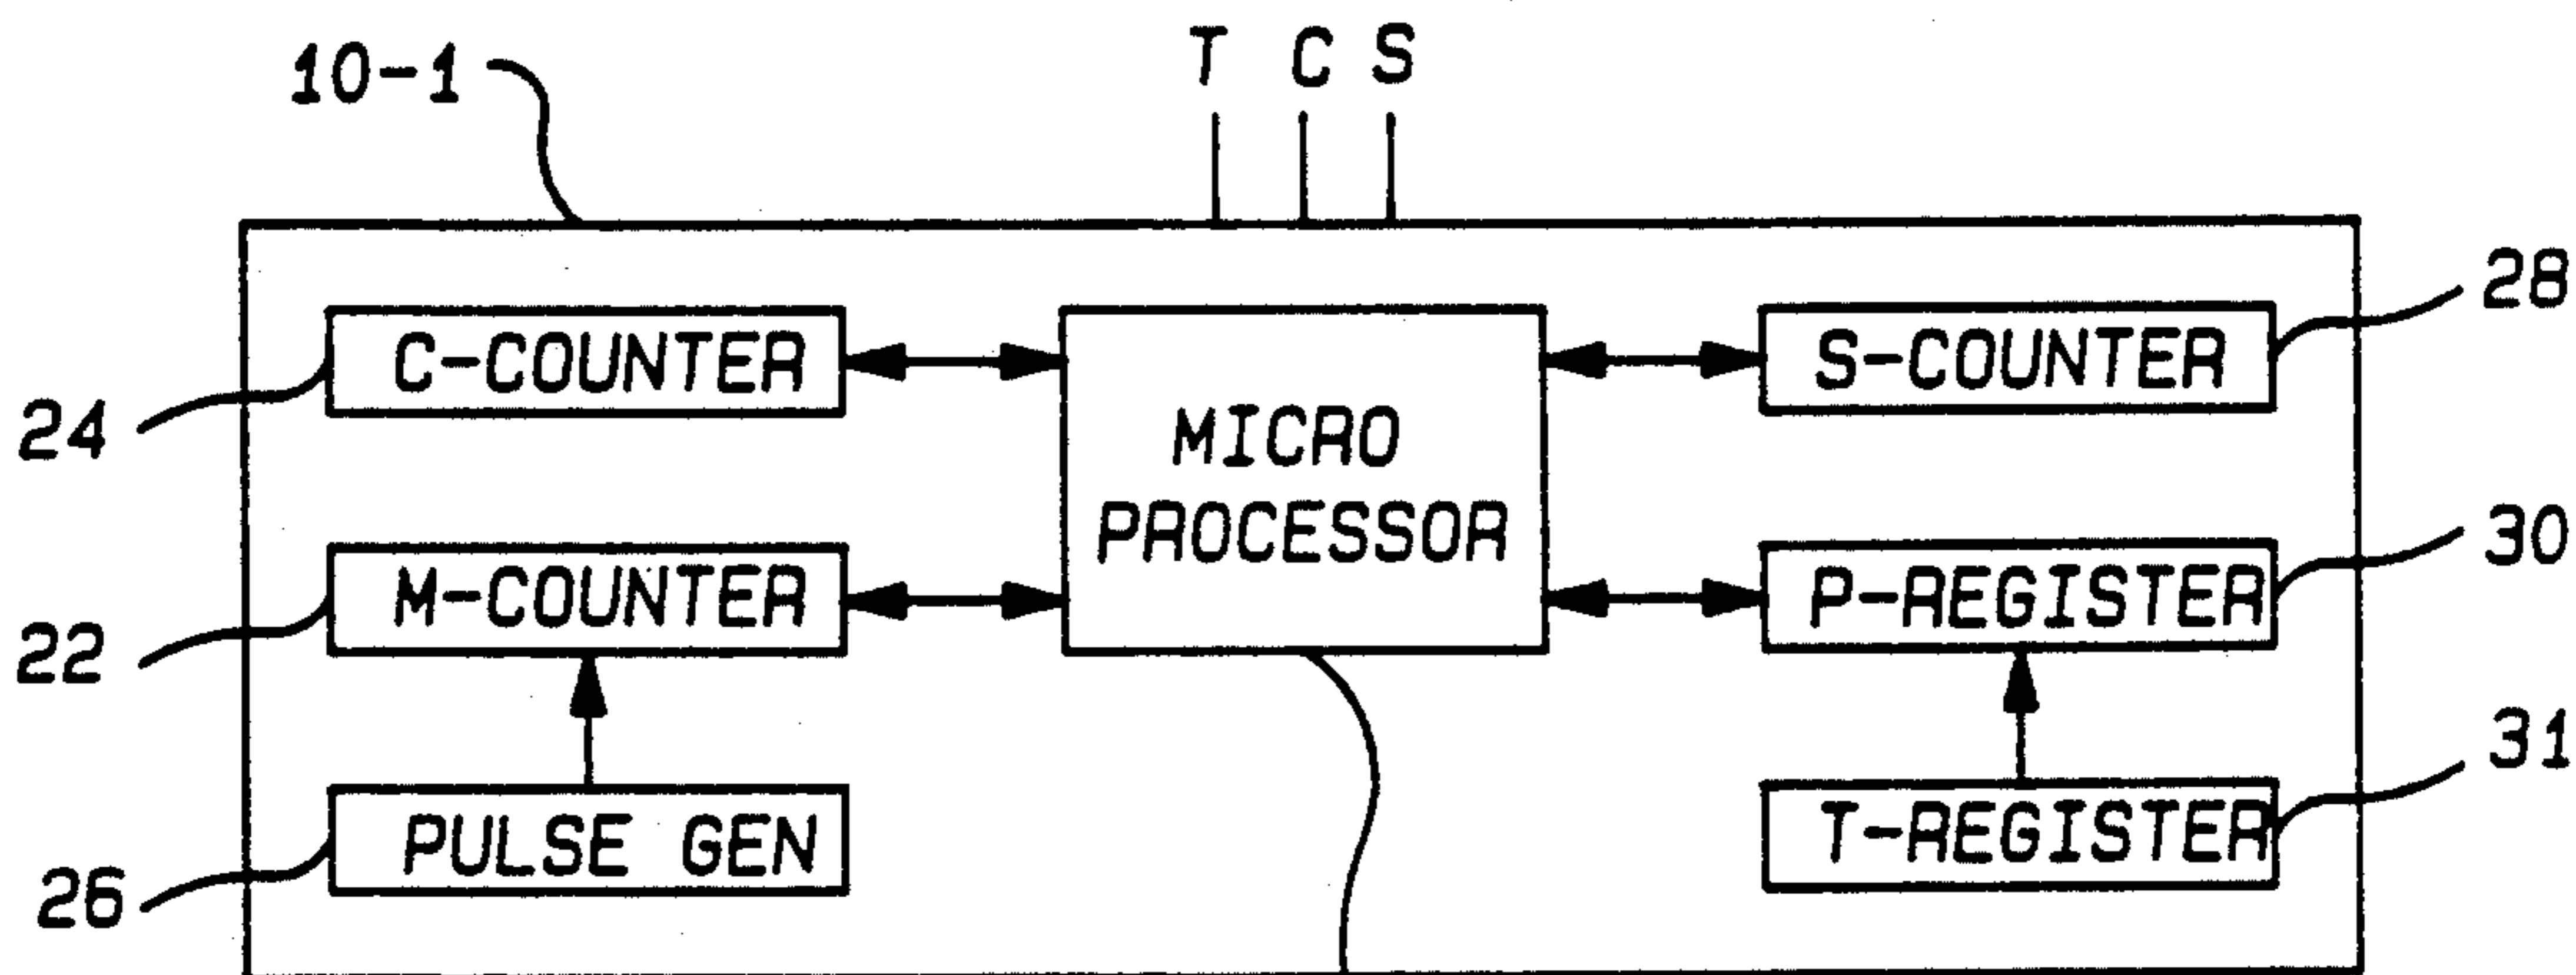 10-1
T C S
C-COUNTER
24
M-COUNTER
22
PULSE GEN
26
MICRO
PROCESSOR
S-COUNTER
28
P-REGISTER
30
T-REGISTER
31